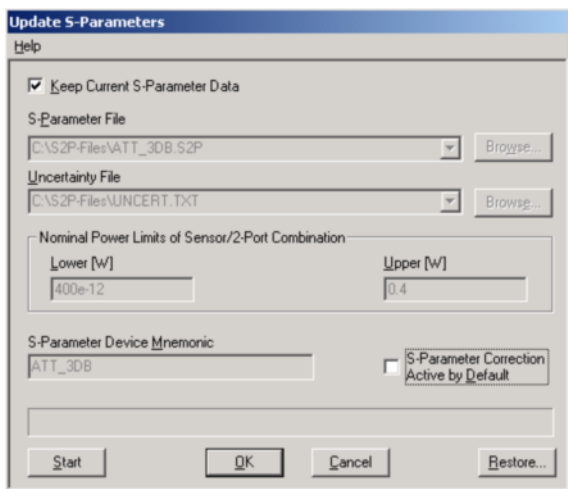 Update S-Parameters
Help
Keep Current S-Parameter Data
S-Parameter File
C:\S2P-Files\ATT_3DB.S2P
Browse...
Uncertainty File
C:\S2P-Files\UNCERT.TXT
Browse...
Nominal Power Limits of Sensor/2-Port Combination
Lower [W]
Upper [W]
400e-12
0.4
S-Parameter Device Mnemonic
ATT_3DB
S-Parameter Correction
Active by Default
Start
OK
Cancel
Restore...